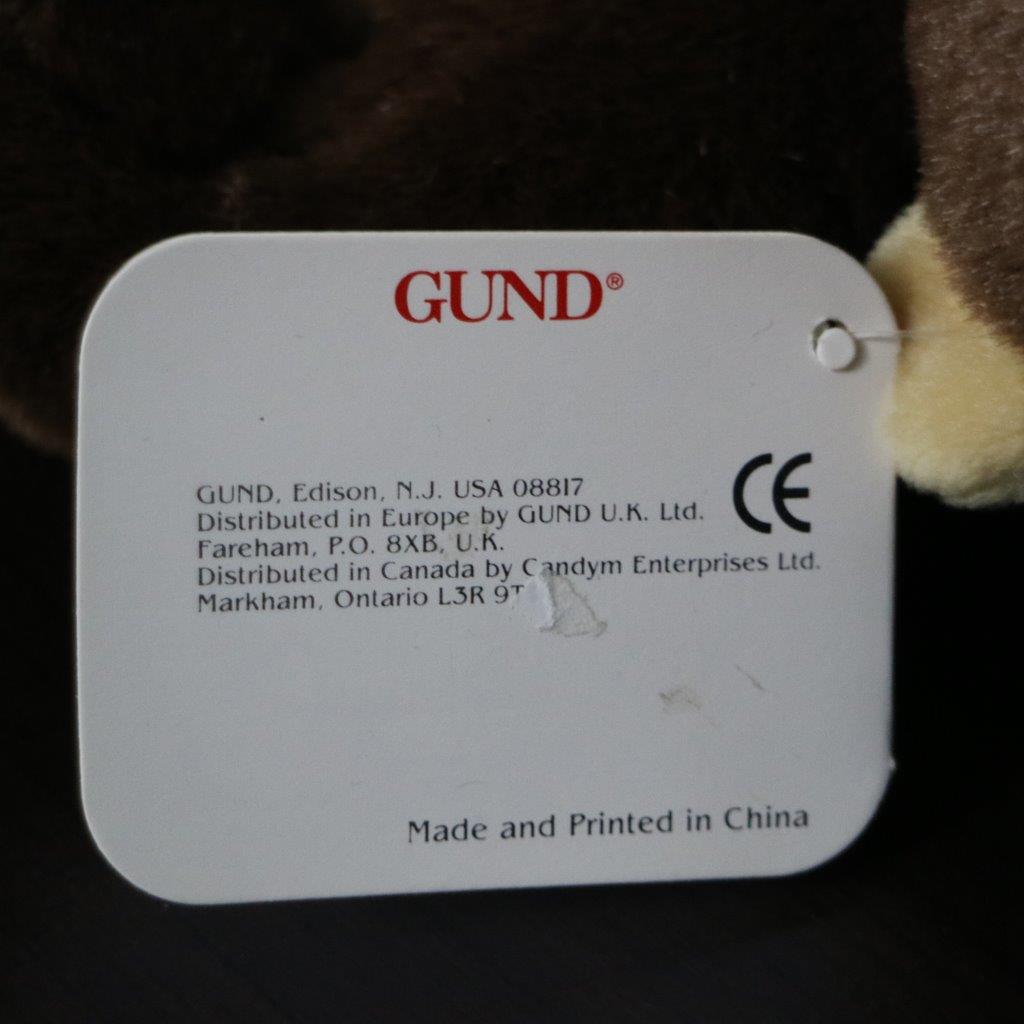 GUND®
GUND, Edison, N.J. USA 08817
Distributed in Europe by GUND U.K. Ltd.
Fareham, P.O. 8XB, U.K.
Distributed in Canada by Candym Enterprises Ltd.
Markham, Ontario L3R
CE
Made and Printed in China